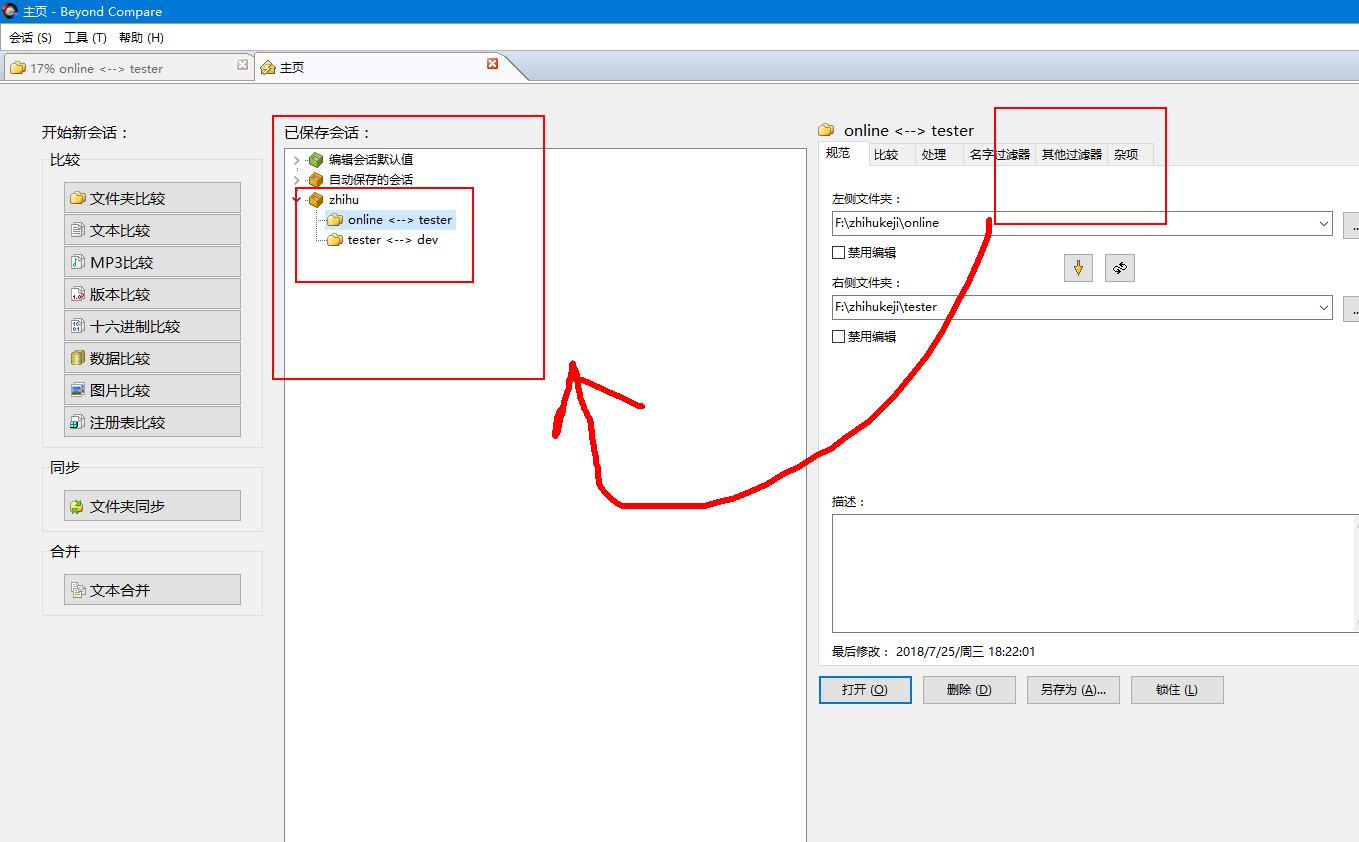 主页 - Beyond Compare
会话 (S) 工具 (T) 帮助 (H)
17% online <--> tester
主页
开始新会话：
比较
文件夹比较
文本比较
MP3比较
版本比较
十六进制比较
数据比较
图片比较
注册表比较
同步
文件夹同步
合并
文本合并
已保存会话：
编辑会话默认值
自动保存的会话
zhihu
online <--> tester
tester <--> dev
online <--> tester
规范 比较 处理 名字过滤器 其他过滤器 杂项
左侧文件夹：
F:\zhihukeji\online
...
禁用编辑
右侧文件夹：
F:\zhihukeji\tester
...
禁用编辑
描述：
最后修改： 2018/7/25/周三 18:22:01
打开 (O) 删除 (D) 另存为 (A)... 锁住 (L)